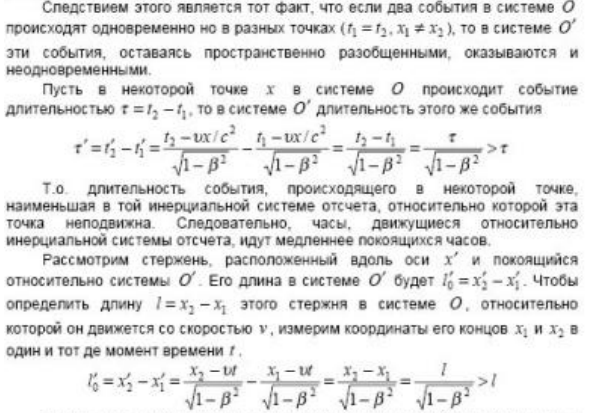 Следствием этого является тот факт, что если два события в системе O
происходят одновременно но в разных точках (t₁ = t₂, x₁ ≠ x₂), то в системе O′
эти события, оставаясь пространственно разобщенными, оказываются и
неодновременными.
Пусть в некоторой точке x в системе O происходит событие
длительностью τ = t₂ − t₁, то в системе O′ длительность этого же события
τ′ = t′₂ − t′₁ = (t₂ − υx/c²)/√(1−β²) − (t₁ − υx/c²)/√(1−β²) = (t₂ − t₁)/√(1−β²) = τ/√(1−β²) > τ
Т.о. длительность события, происходящего в некоторой точке,
наименьшая в той инерциальной системе отсчета, относительно которой эта
точка неподвижна. Следовательно, часы, движущиеся относительно
инерциальной системы отсчета, идут медленнее покоящихся часов.
Рассмотрим стержень, расположенный вдоль оси x′ и покоящийся
относительно системы O′. Его длина в системе O′ будет l′₀ = x′₂ − x′₁. Чтобы
определить длину l = x₂ − x₁ этого стержня в системе O, относительно
которой он движется со скоростью v, измерим координаты его концов x₁ и x₂ в
один и тот де момент времени t.
l′₀ = x′₂ − x′₁ = (x₂ − υt)/√(1−β²) − (x₁ − υt)/√(1−β²) = (x₂ − x₁)/√(1−β²) = l/√(1−β²) > l